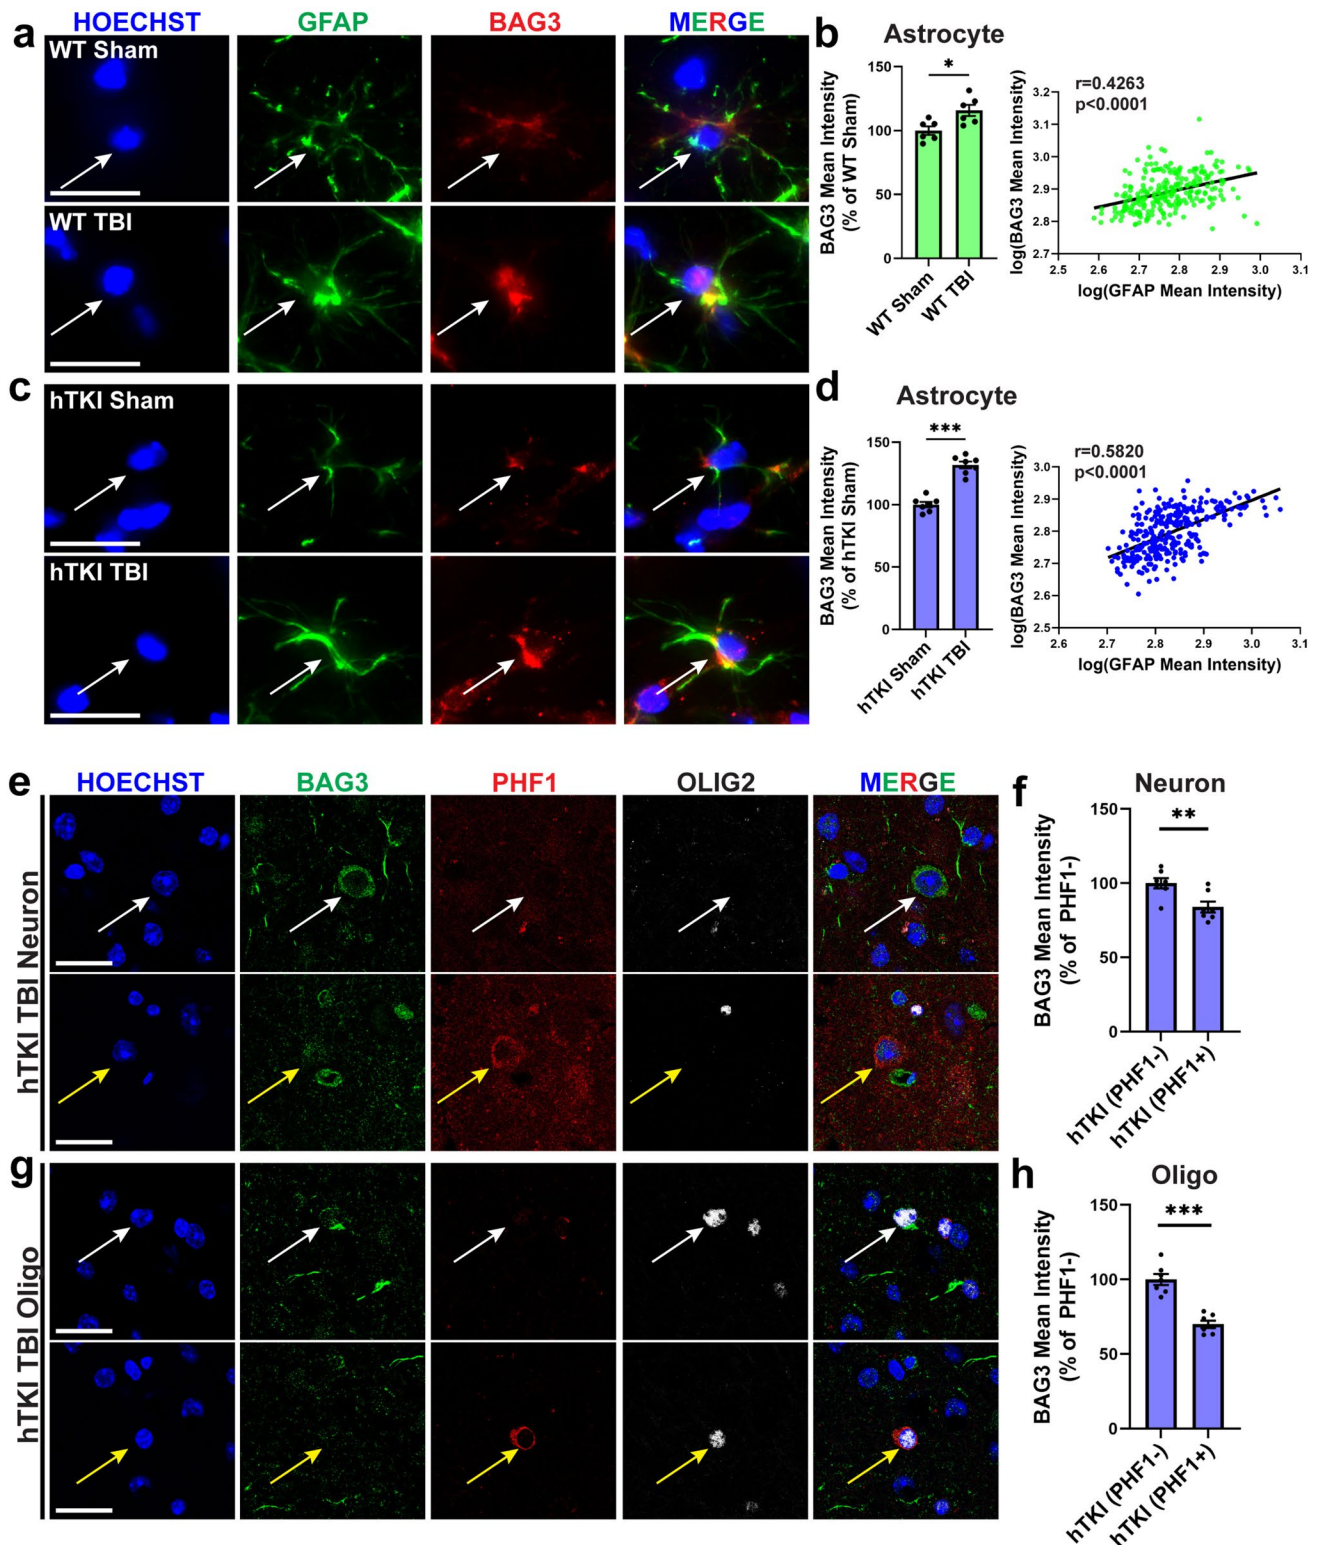 a
HOECHST GFAP BAG3 MERGE
WT Sham
WT TBI
b
Astrocyte
BAG3 Mean Intensity
(% of WT Sham)
150
100
50
0
*
WT Sham
WT TBI
r=0.4263
p<0.0001
log(BAG3 Mean Intensity)
3.2
3.1
3.0
2.9
2.8
2.7
2.5 2.6 2.7 2.8 2.9 3.0 3.1
log(GFAP Mean Intensity)
c
hTKI Sham
hTKI TBI
d
Astrocyte
BAG3 Mean Intensity
(% of hTKI Sham)
150
100
50
0
***
hTKI Sham
hTKI TBI
r=0.5820
p<0.0001
log(BAG3 Mean Intensity)
3.0
2.9
2.8
2.7
2.6
2.5
2.6 2.7 2.8 2.9 3.0 3.1
log(GFAP Mean Intensity)
e
HOECHST BAG3 PHF1 OLIG2 MERGE
hTKI TBI Neuron
f
Neuron
BAG3 Mean Intensity
(% of PHF1-)
150
100
50
0
**
hTKI (PHF1-)
hTKI (PHF1+)
g
hTKI TBI Oligo
h
Oligo
BAG3 Mean Intensity
(% of PHF1-)
150
100
50
0
***
hTKI (PHF1-)
hTKI (PHF1+)